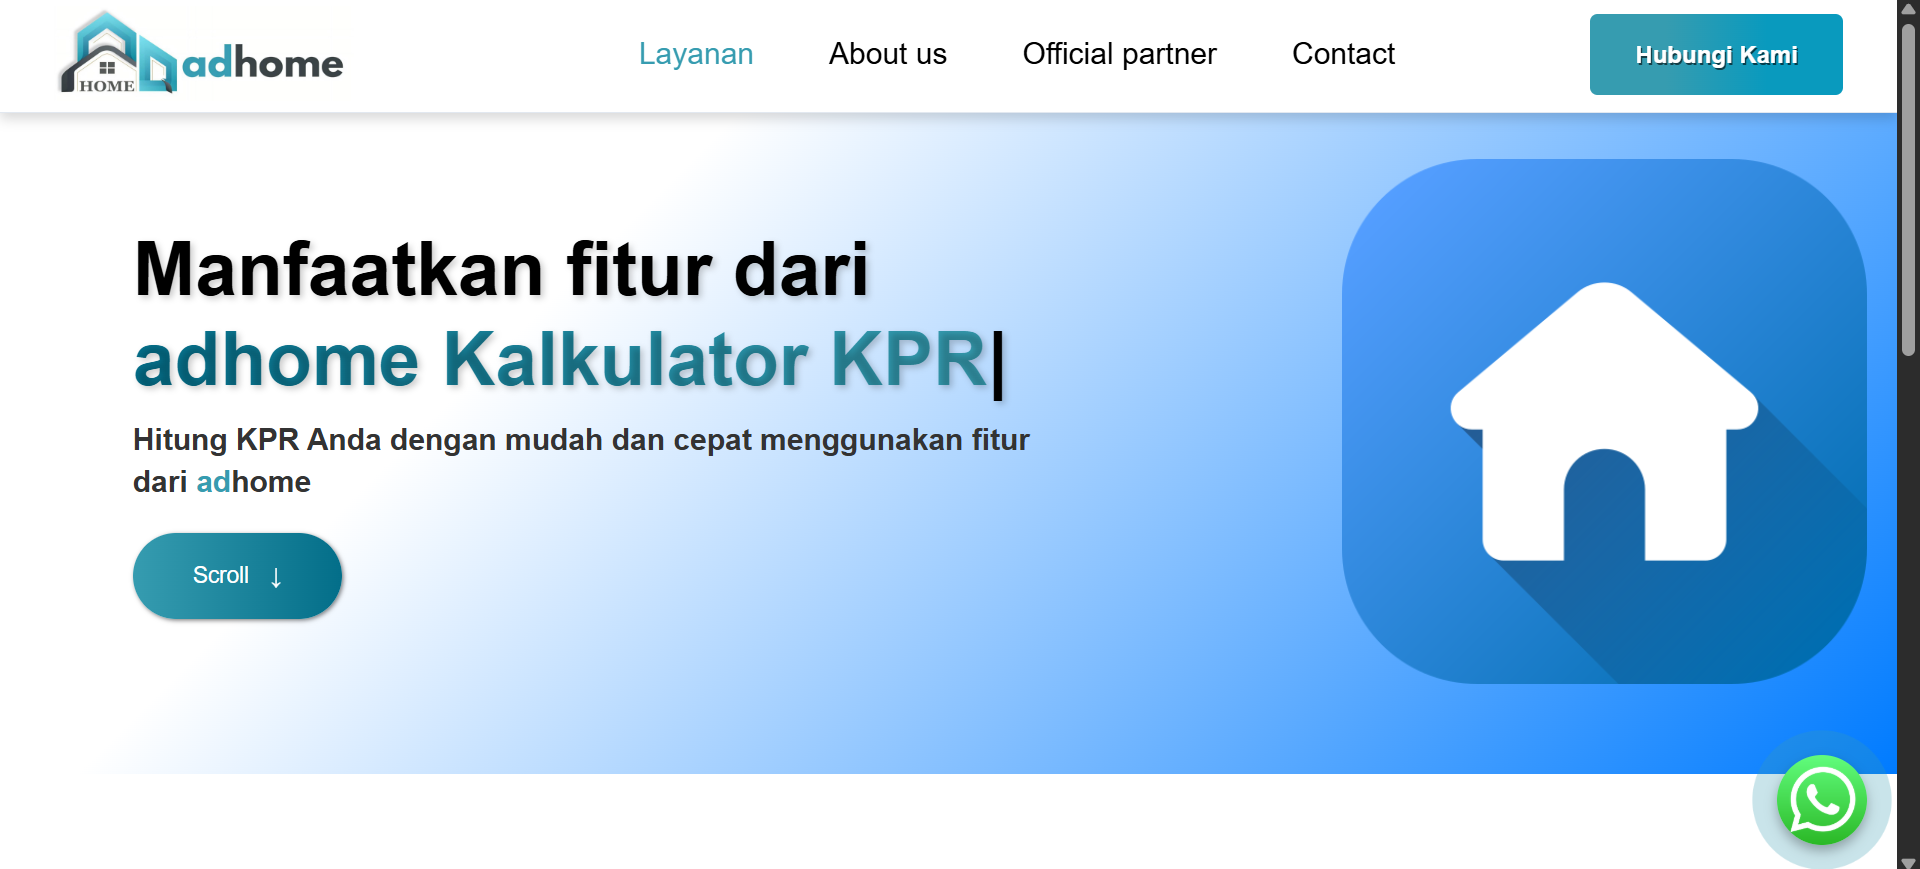 HOME
adhome
Layanan
About us
Official partner
Contact
Hubungi Kami
Manfaatkan fitur dari
adhome Kalkulator KPR|
Hitung KPR Anda dengan mudah dan cepat menggunakan fitur
dari adhome
Scroll ↓